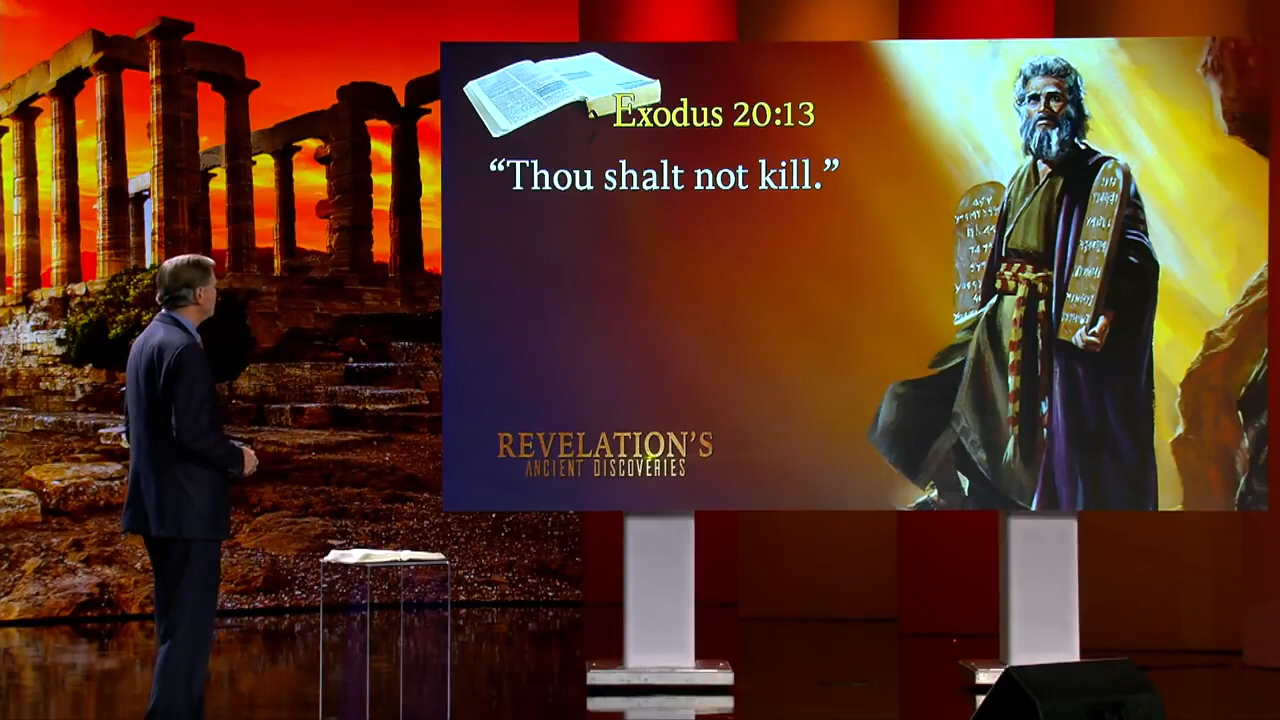 Exodus 20:13
“Thou shalt not kill.”
REVELATION’S
ANCIENT DISCOVERIES